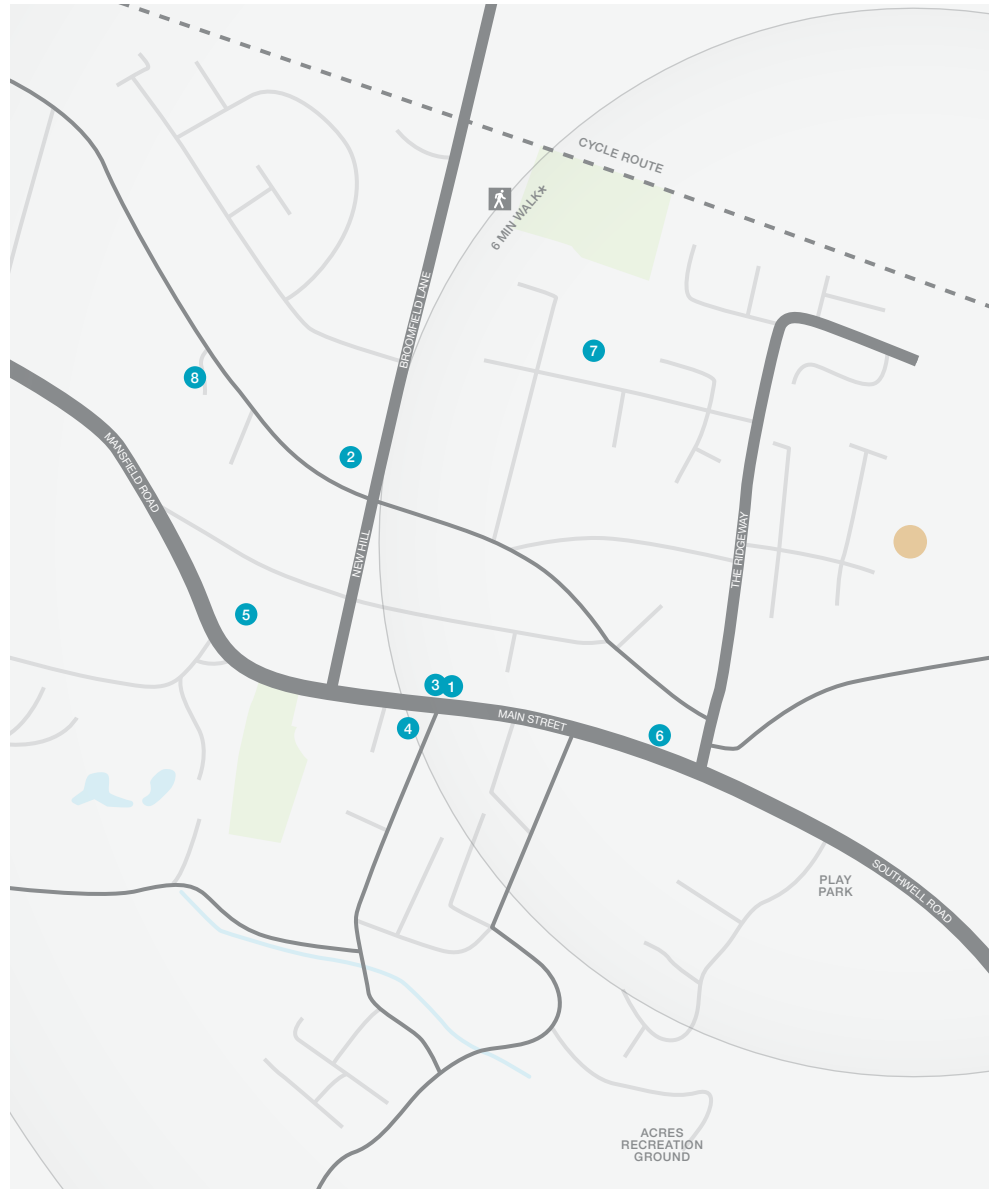 CYCLE ROUTE
6 MIN WALK*
BROOMFIELD LANE
7
8
MANSFIELD ROAD
2
NEW HILL
THE RIDGEWAY
5
3
1
4
MAIN STREET
6
PLAY
PARK
SOUTHWELL ROAD
ACRES
RECREATION
GROUND